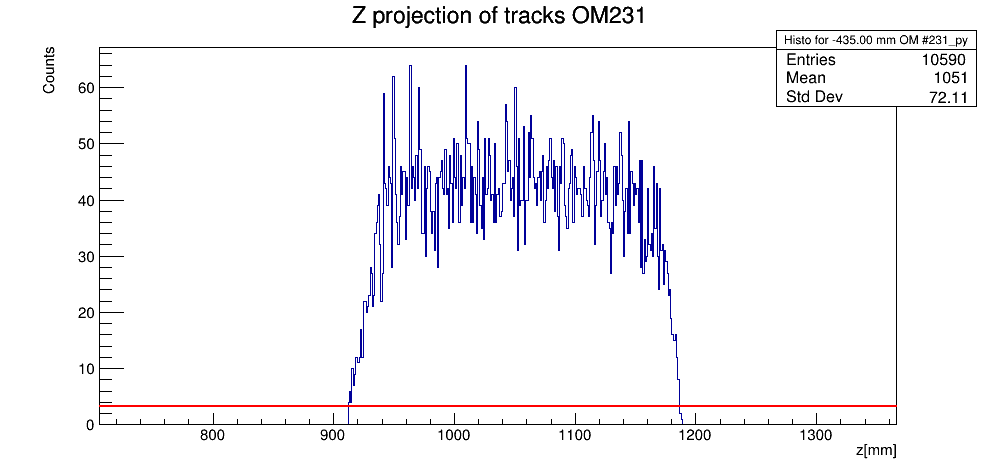 Z projection of tracks OM231
Histo for -435.00 mm OM #231_py
Entries 10590
Mean 1051
Std Dev 72.11
Counts
60
50
40
30
20
10
0
800 900 1000 1100 1200 1300
z[mm]